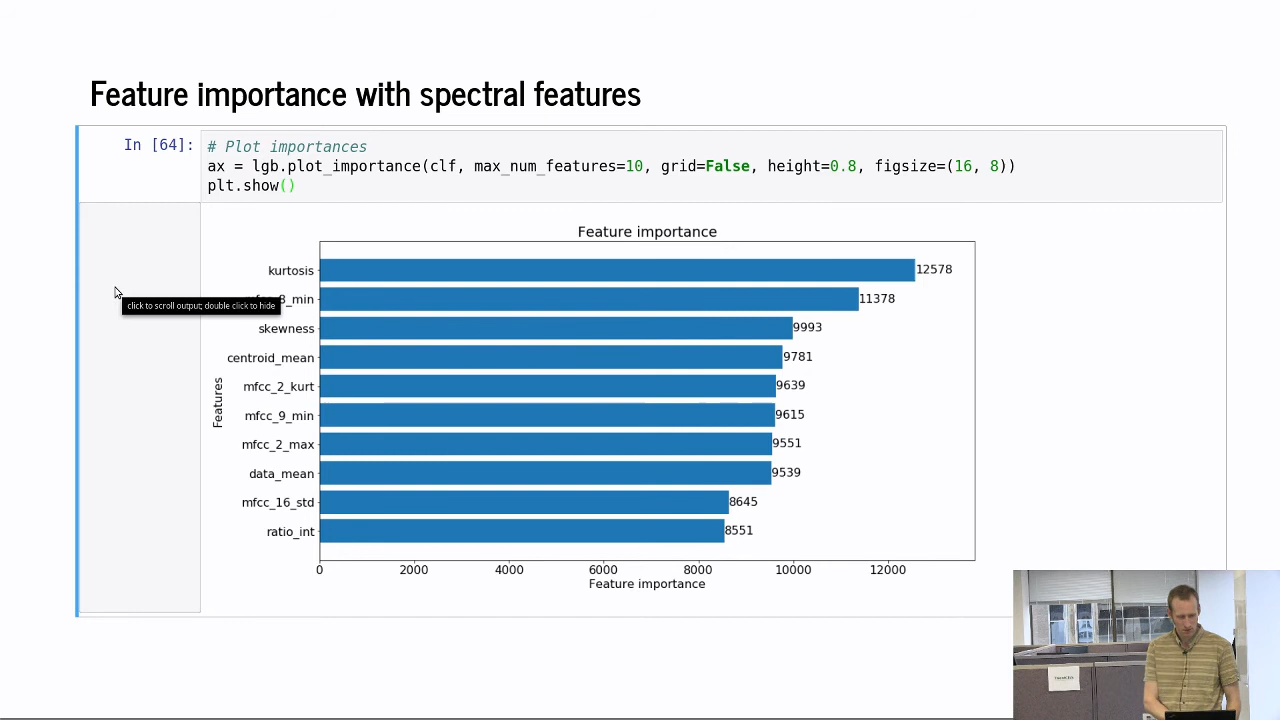 Feature importance with spectral features
In [64]:
# Plot importances
ax = lgb.plot_importance(clf, max_num_features=10, grid=False, height=0.8, figsize=(16, 8))
plt.show()
Feature importance
kurtosis 12578
click to scroll output; double click to hide
_min 11378
skewness 9993
centroid_mean 9781
mfcc_2_kurt 9639
mfcc_9_min 9615
mfcc_2_max 9551
data_mean 9539
mfcc_16_std 8645
ratio_int 8551
Features
0 2000 4000 6000 8000 10000 12000
Feature importance